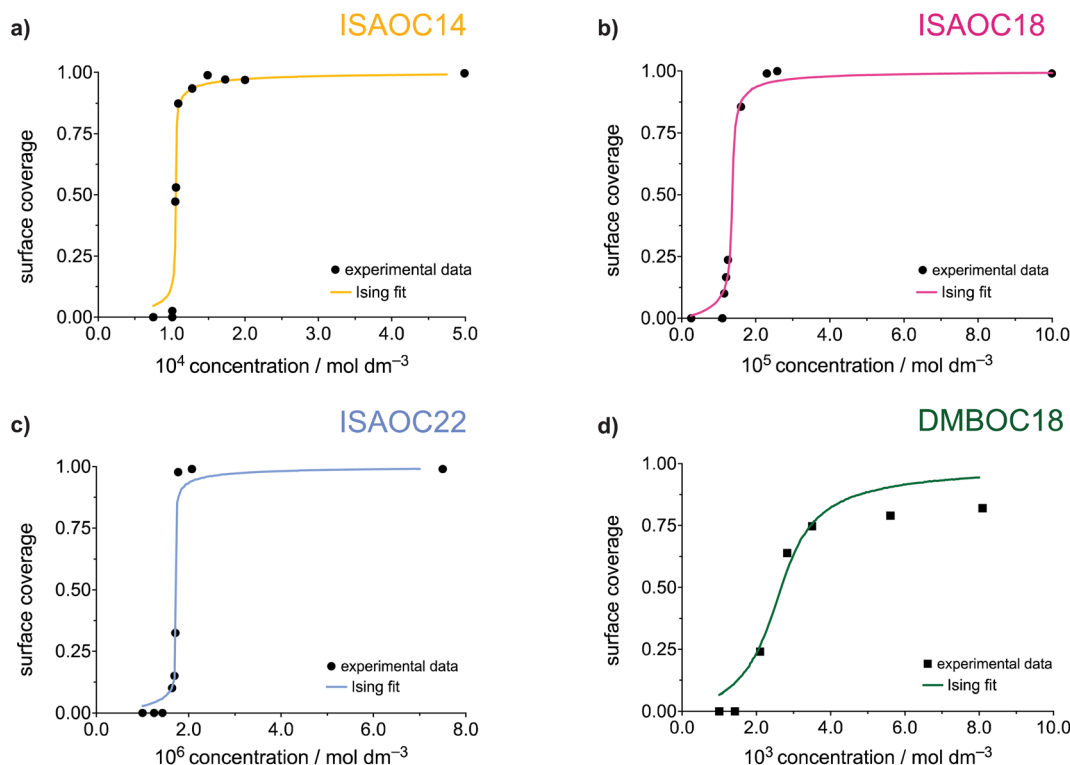 a)
ISAOC14
1.00
0.75
0.50
0.25
0.00
surface coverage
experimental data
Ising fit
0.0 1.0 2.0 3.0 4.0 5.0
10⁴ concentration / mol dm⁻³
b)
ISAOC18
1.00
0.75
0.50
0.25
0.00
surface coverage
experimental data
Ising fit
0.0 2.0 4.0 6.0 8.0 10.0
10⁵ concentration / mol dm⁻³
c)
ISAOC22
1.00
0.75
0.50
0.25
0.00
surface coverage
experimental data
Ising fit
0.0 2.0 4.0 6.0 8.0
10⁶ concentration / mol dm⁻³
d)
DMBOC18
1.00
0.75
0.50
0.25
0.00
surface coverage
experimental data
Ising fit
0.0 2.0 4.0 6.0 8.0 10.0
10³ concentration / mol dm⁻³